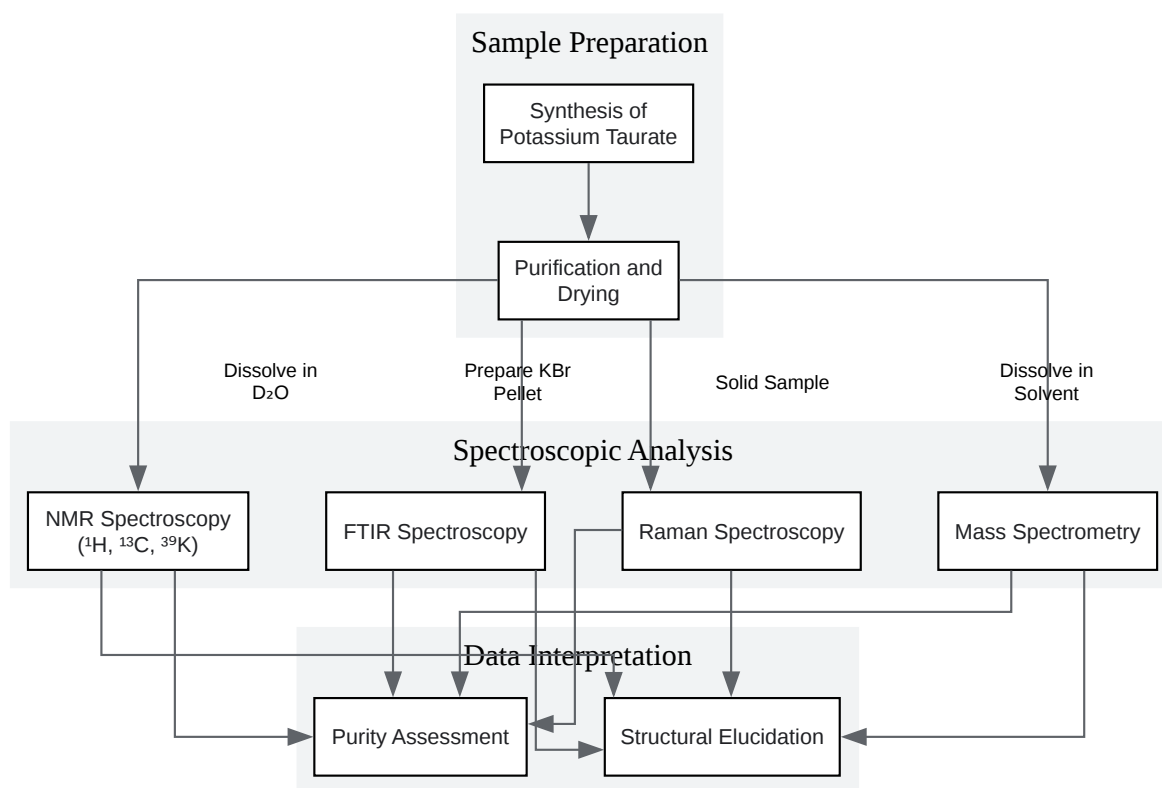 Sample Preparation
Synthesis of
Potassium Taurate
Purification and
Drying
Dissolve in
D₂O
Prepare KBr
Pellet
Solid Sample
Dissolve in
Solvent
Spectroscopic Analysis
NMR Spectroscopy
(¹H, ¹³C, ³⁹K)
FTIR Spectroscopy
Raman Spectroscopy
Mass Spectrometry
Data Interpretation
Purity Assessment
Structural Elucidation